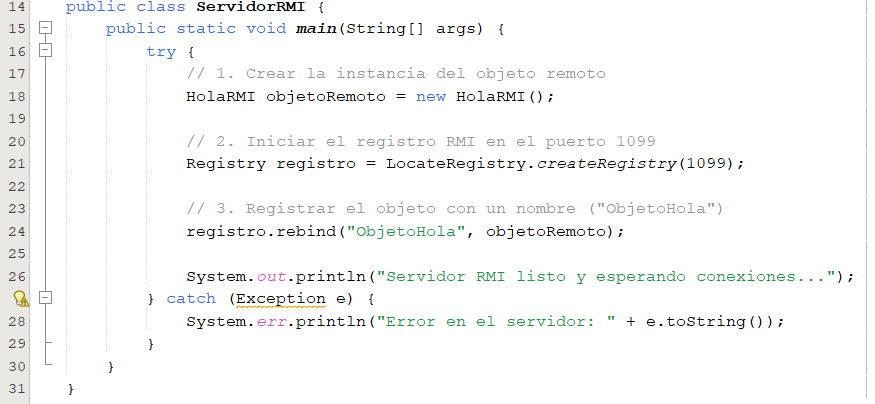 14 public class ServidorRMI {
15 public static void main(String[] args) {
16 try {
17 // 1. Crear la instancia del objeto remoto
18 HolaRMI objetoRemoto = new HolaRMI();
19
20 // 2. Iniciar el registro RMI en el puerto 1099
21 Registry registro = LocateRegistry.createRegistry(1099);
22
23 // 3. Registrar el objeto con un nombre ("ObjetoHola")
24 registro.rebind("ObjetoHola", objetoRemoto);
25
26 System.out.println("Servidor RMI listo y esperando conexiones...");
} catch (Exception e) {
28 System.err.println("Error en el servidor: " + e.toString());
29 }
30 }
31 }